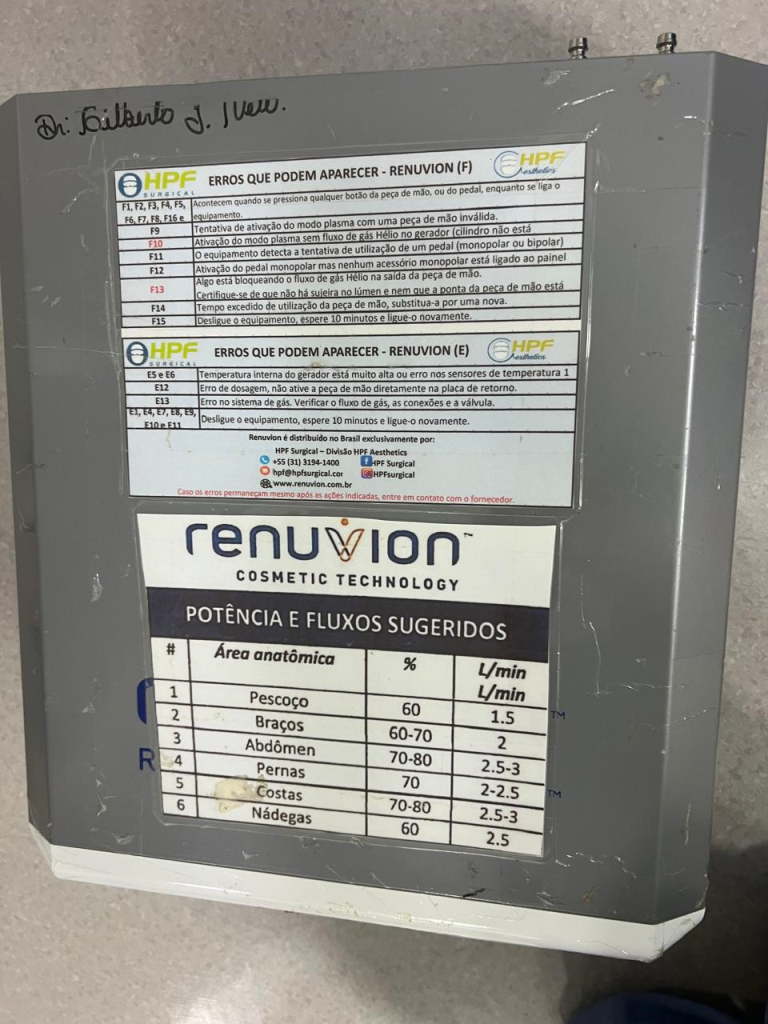 Dr. Gilberto J.
HPF
SURGICAL
ERROS QUE PODEM APARECER - RENUVION (F)
HPF
Aesthetics
F1, F2, F3, F4, F5,
F6, F7, F8, F16 e
Acontecem quando se pressiona qualquer botão da peça de mão, ou do pedal, enquanto se liga o
equipamento.
F9 Tentativa de ativação do modo plasma com uma peça de mão inválida.
F10 Ativação do modo plasma sem fluxo de gás Hélio no gerador (cilindro não está
F11 O equipamento detecta a tentativa de utilização de um pedal (monopolar ou bipolar)
F12 Ativação do pedal monopolar mas nenhum acessório monopolar está ligado ao painel
F13 Algo está bloqueando o fluxo de gás Hélio na saída da peça de mão.
Certifique-se de que não há sujeira no lúmen e nem que a ponta da peça de mão está
F14 Tempo excedido de utilização da peça de mão, substitua-a por uma nova.
F15 Desligue o equipamento, espere 10 minutos e ligue-o novamente.
HPF
SURGICAL
ERROS QUE PODEM APARECER - RENUVION (E)
HPF
Aesthetics
E5 e E6 Temperatura interna do gerador está muito alta ou erro nos sensores de temperatura 1
E12 Erro de dosagem, não ative a peça de mão diretamente na placa de retorno.
E13 Erro no sistema de gás. Verificar o fluxo de gás, as conexões e a válvula.
E1, E4, E7, E8, E9,
E10 e E11
Desligue o equipamento, espere 10 minutos e ligue-o novamente.
Renuvion é distribuído no Brasil exclusivamente por:
HPF Surgical – Divisão HPF Aesthetics
+55 (31) 3194-1400 HPF Surgical
hpf@hpfsurgical.cor HPFsurgical
www.renuvion.com.br
Caso os erros permaneçam mesmo após as ações indicadas, entre em contato com o fornecedor.
renuvion™
COSMETIC TECHNOLOGY
POTÊNCIA E FLUXOS SUGERIDOS
# Área anatômica % L/min
L/min
1 Pescoço 60 1.5
2 Braços 60-70 2
3 Abdômen 70-80 2.5-3
4 Pernas 70 2-2.5
5 Costas 70-80 2.5-3
6 Nádegas 60 2.5
R
TM
TM